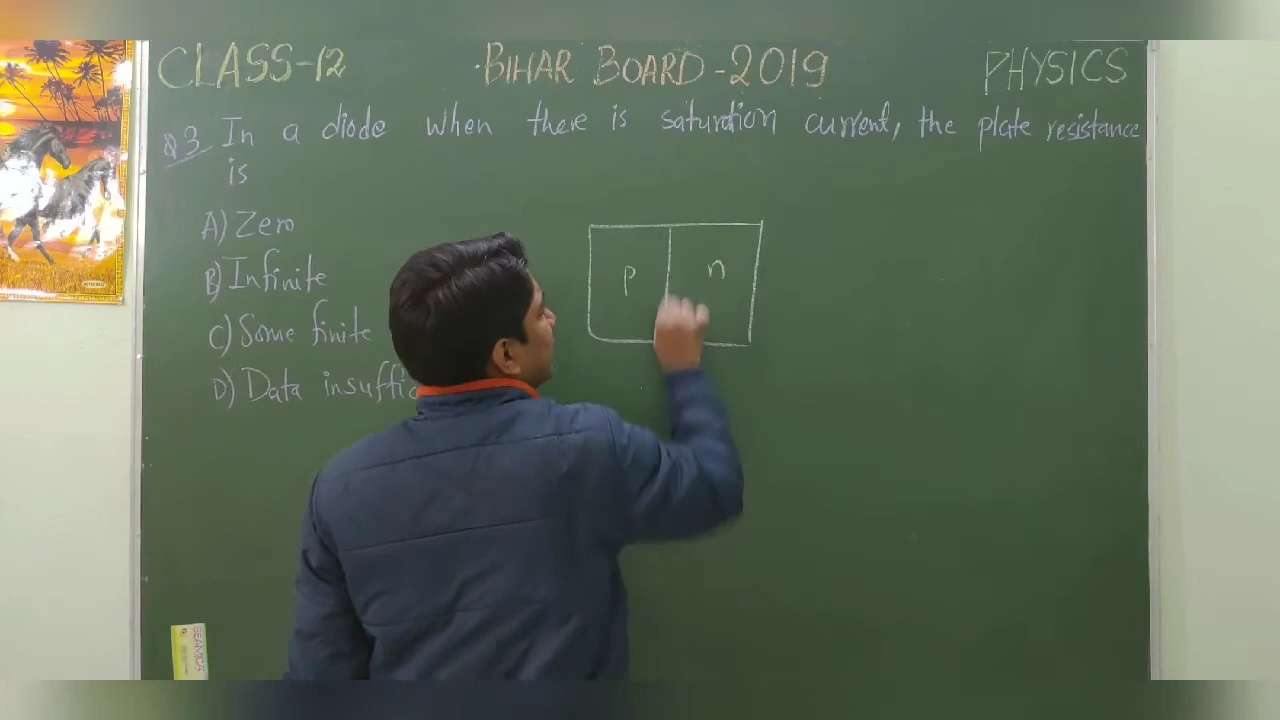 CLASS-12 BIHAR BOARD-2019 PHYSICS
Q3 In a diode when there is saturation current, the plate resistance
is
A) Zero
B) Infinite
C) Some finite
D) Data insuffic
p n